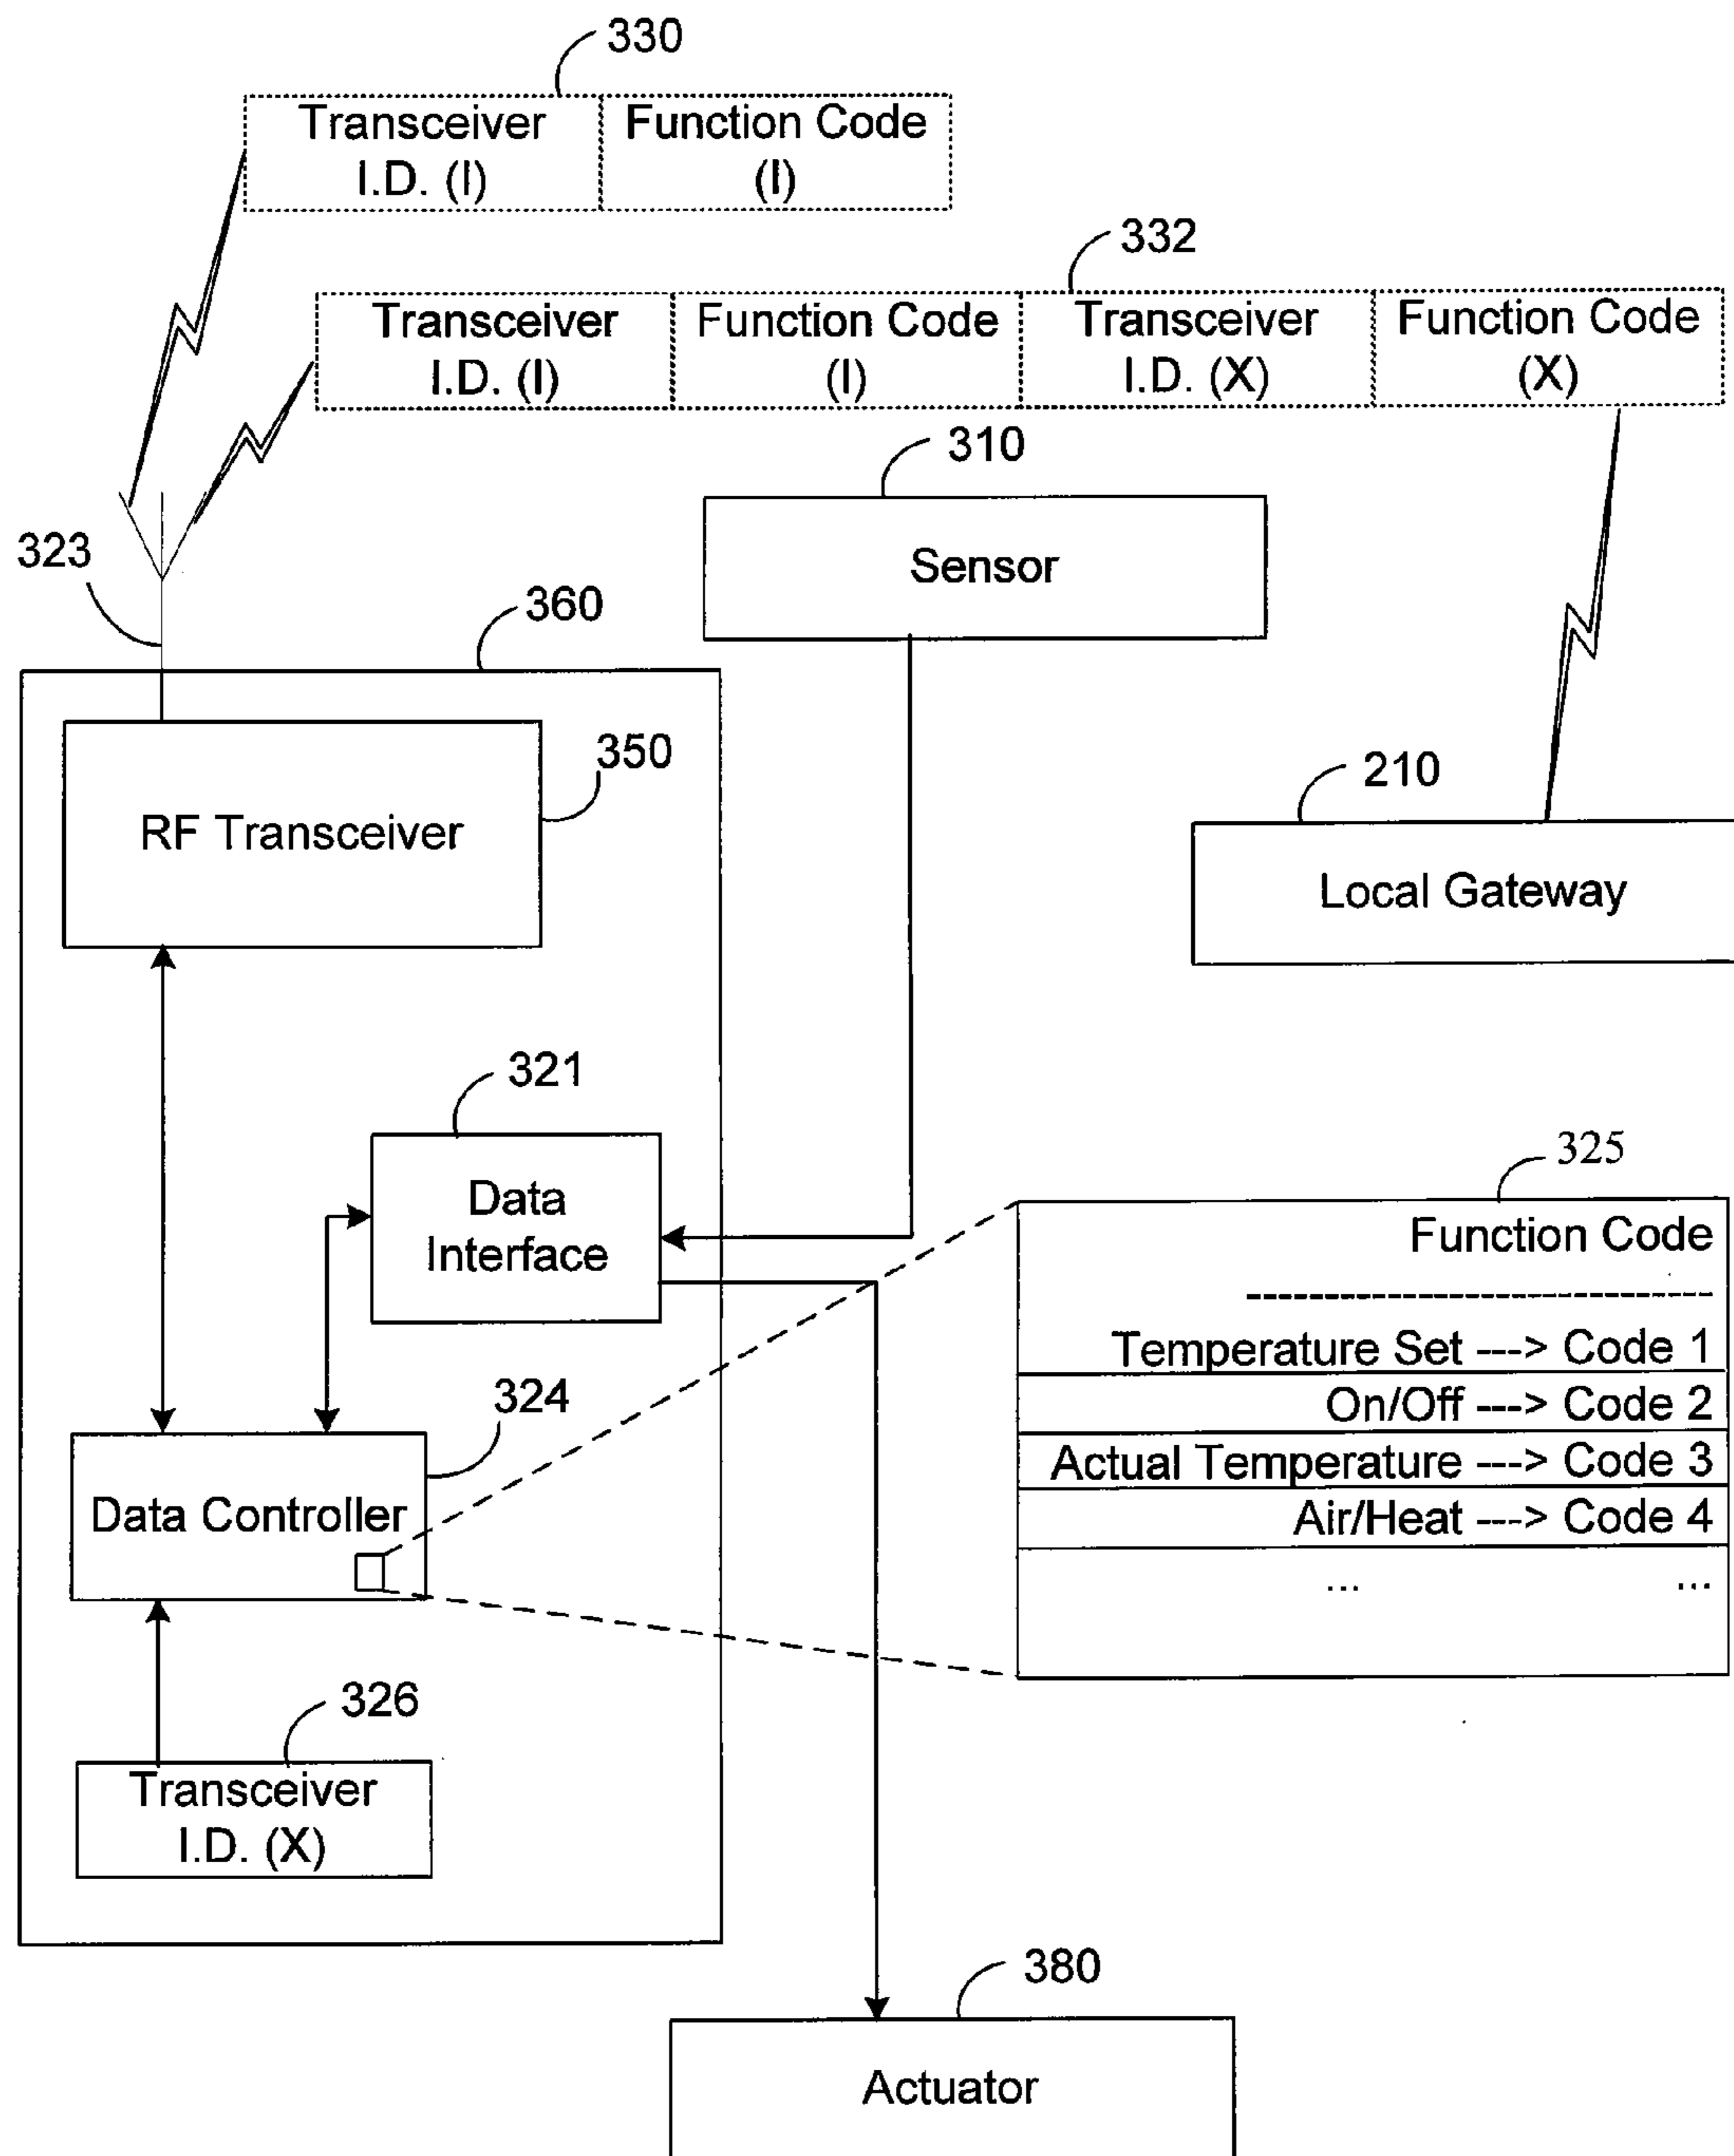 330
Transceiver I.D. (I)
Function Code (I)
332
Transceiver I.D. (I)
Function Code (I)
Transceiver I.D. (X)
Function Code (X)
310
Sensor
323
360
350
RF Transceiver
210
Local Gateway
321
Data Interface
325
Function Code
---------------------------------
Temperature Set ---> Code 1
On/Off ---> Code 2
Actual Temperature ---> Code 3
Air/Heat ---> Code 4
... ...
324
Data Controller
326
Transceiver I.D. (X)
380
Actuator